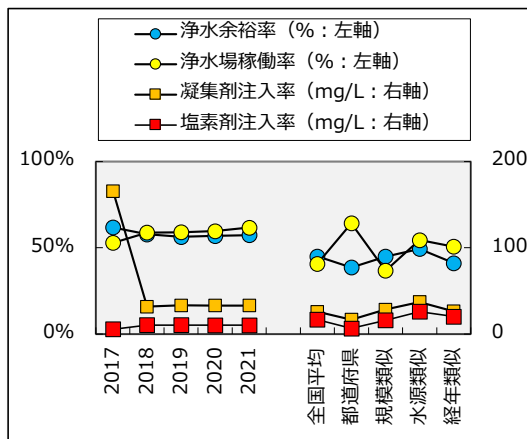 浄水余裕率（％：左軸）
浄水場稼働率（％：左軸）
凝集剤注入率（mg/L：右軸）
塩素剤注入率（mg/L：右軸）
100%
200
50%
100
0%
0
2017
2018
2019
2020
2021
全国平均
都道府県
規模類似
水源類似
経年類似